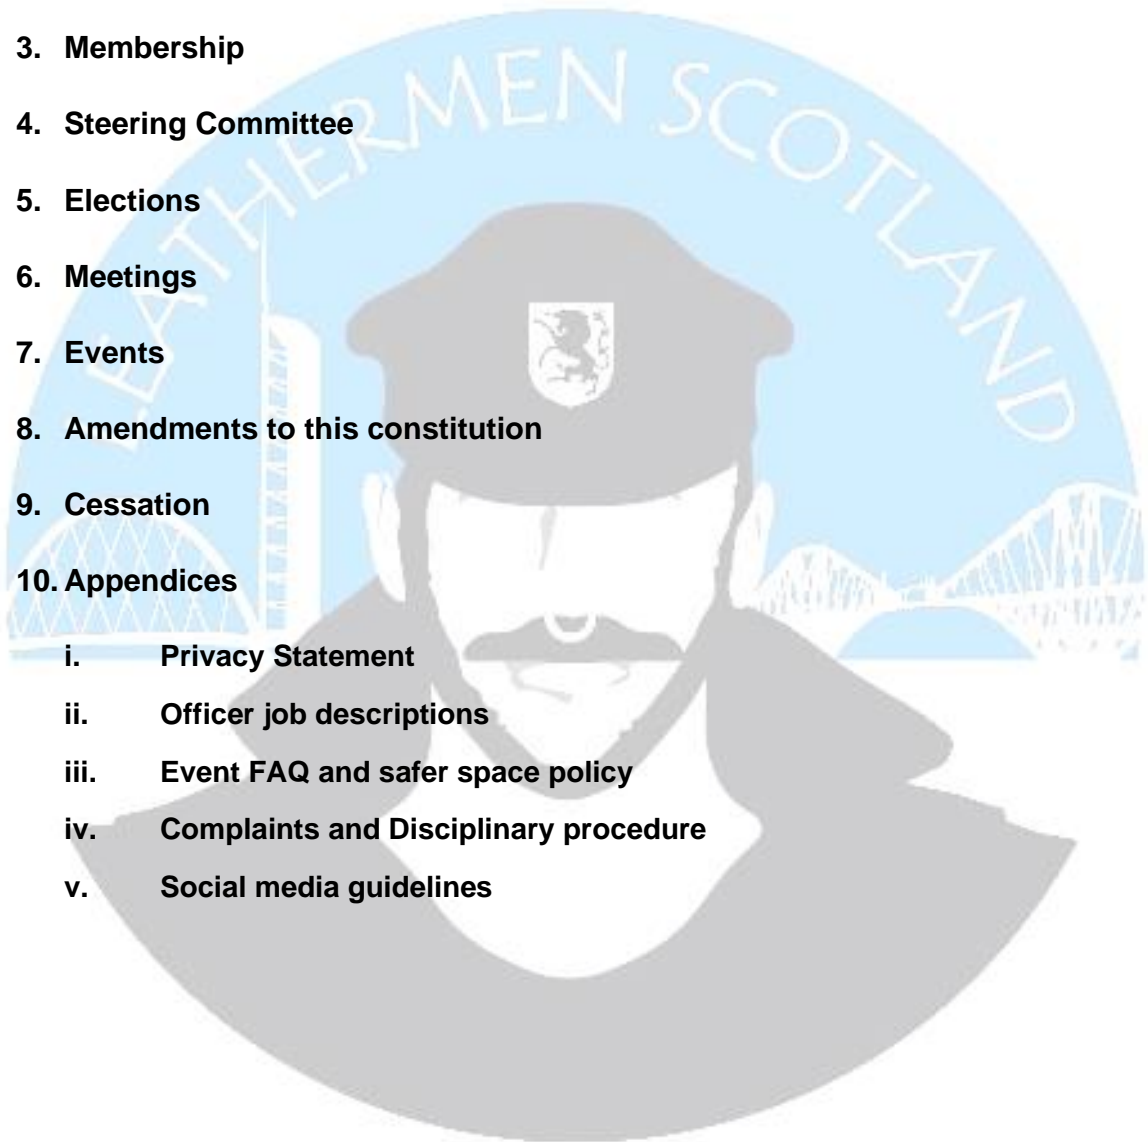 LEATHERMEN SCOTLAND
3. Membership
4. Steering Committee
5. Elections
6. Meetings
7. Events
8. Amendments to this constitution
9. Cessation
10. Appendices
i. Privacy Statement
ii. Officer job descriptions
iii. Event FAQ and safer space policy
iv. Complaints and Disciplinary procedure
v. Social media guidelines